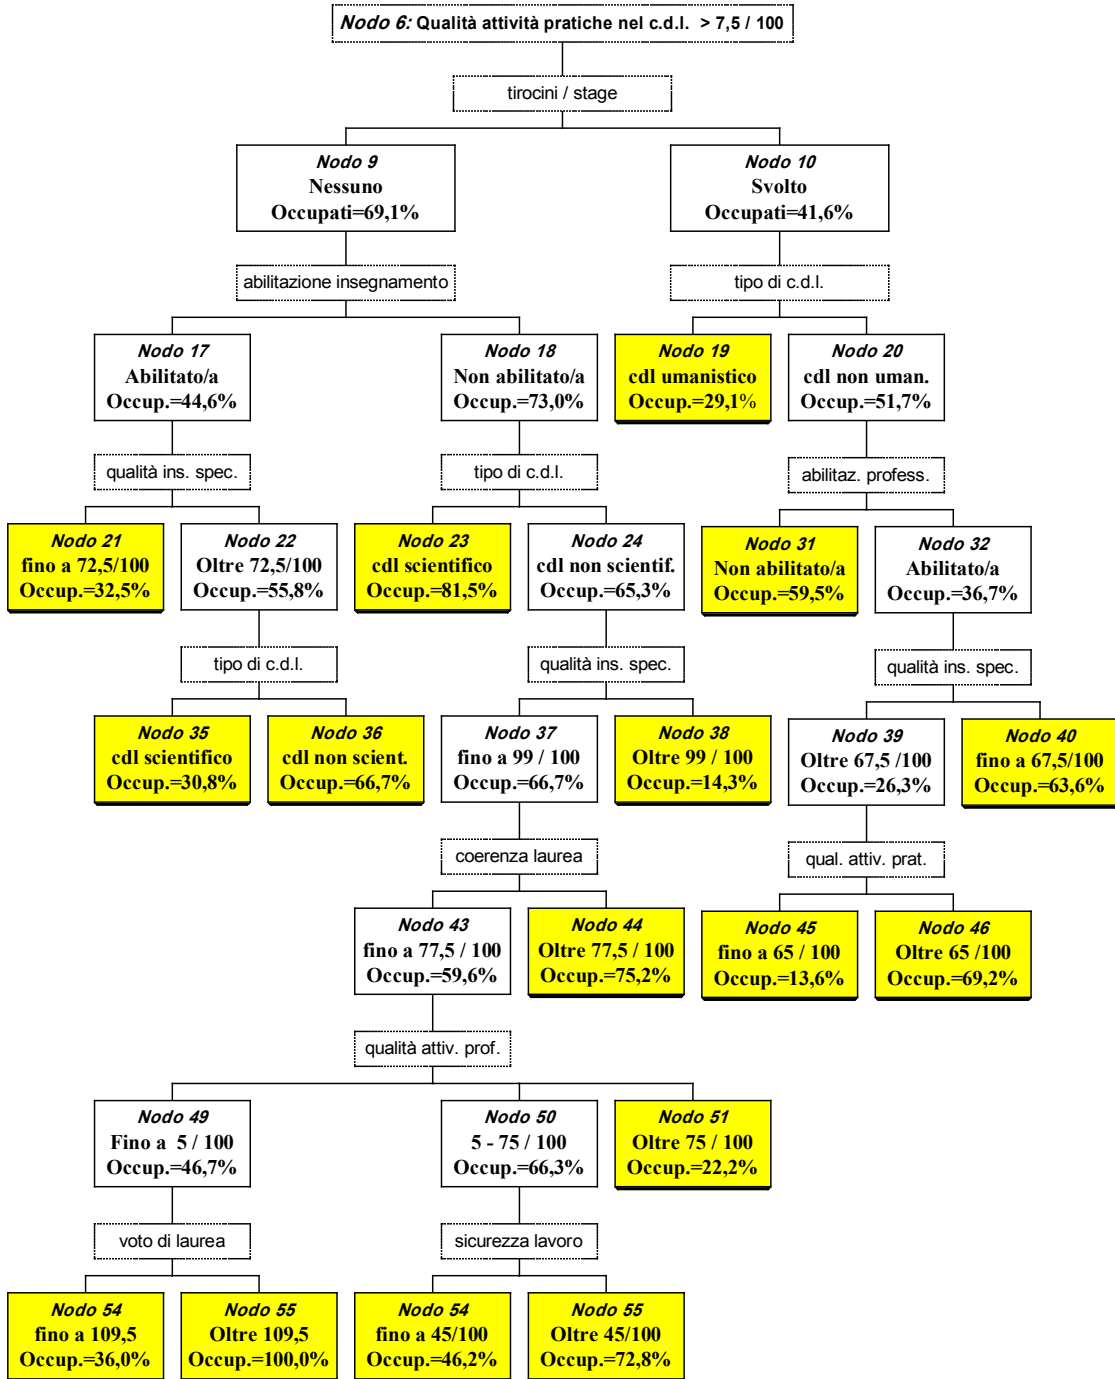 Nodo 6: Qualità attività pratiche nel c.d.l. > 7,5 / 100
tirocini / stage
Nodo 9
Nessuno
Occupati=69,1%
Nodo 10
Svolto
Occupati=41,6%
abilitazione insegnamento
tipo di c.d.l.
Nodo 17
Abilitato/a
Occup.=44,6%
Nodo 18
Non abilitato/a
Occup.=73,0%
Nodo 19
cdl umanistico
Occup.=29,1%
Nodo 20
cdl non uman.
Occup.=51,7%
qualità ins. spec.
tipo di c.d.l.
abilitaz. profess.
Nodo 21
fino a 72,5/100
Occup.=32,5%
Nodo 22
Oltre 72,5/100
Occup.=55,8%
Nodo 23
cdl scientifico
Occup.=81,5%
Nodo 24
cdl non scientif.
Occup.=65,3%
Nodo 31
Non abilitato/a
Occup.=59,5%
Nodo 32
Abilitato/a
Occup.=36,7%
tipo di c.d.l.
qualità ins. spec.
qualità ins. spec.
Nodo 35
cdl scientifico
Occup.=30,8%
Nodo 36
cdl non scient.
Occup.=66,7%
Nodo 37
fino a 99 / 100
Occup.=66,7%
Nodo 38
Oltre 99 / 100
Occup.=14,3%
Nodo 39
Oltre 67,5 /100
Occup.=26,3%
Nodo 40
fino a 67,5/100
Occup.=63,6%
coerenza laurea
qual. attiv. prat.
Nodo 43
fino a 77,5 / 100
Occup.=59,6%
Nodo 44
Oltre 77,5 / 100
Occup.=75,2%
Nodo 45
fino a 65 / 100
Occup.=13,6%
Nodo 46
Oltre 65 /100
Occup.=69,2%
qualità attiv. prof.
Nodo 49
Fino a 5 / 100
Occup.=46,7%
Nodo 50
5 - 75 / 100
Occup.=66,3%
Nodo 51
Oltre 75 / 100
Occup.=22,2%
voto di laurea
sicurezza lavoro
Nodo 54
fino a 109,5
Occup.=36,0%
Nodo 55
Oltre 109,5
Occup.=100,0%
Nodo 54
fino a 45/100
Occup.=46,2%
Nodo 55
Oltre 45/100
Occup.=72,8%